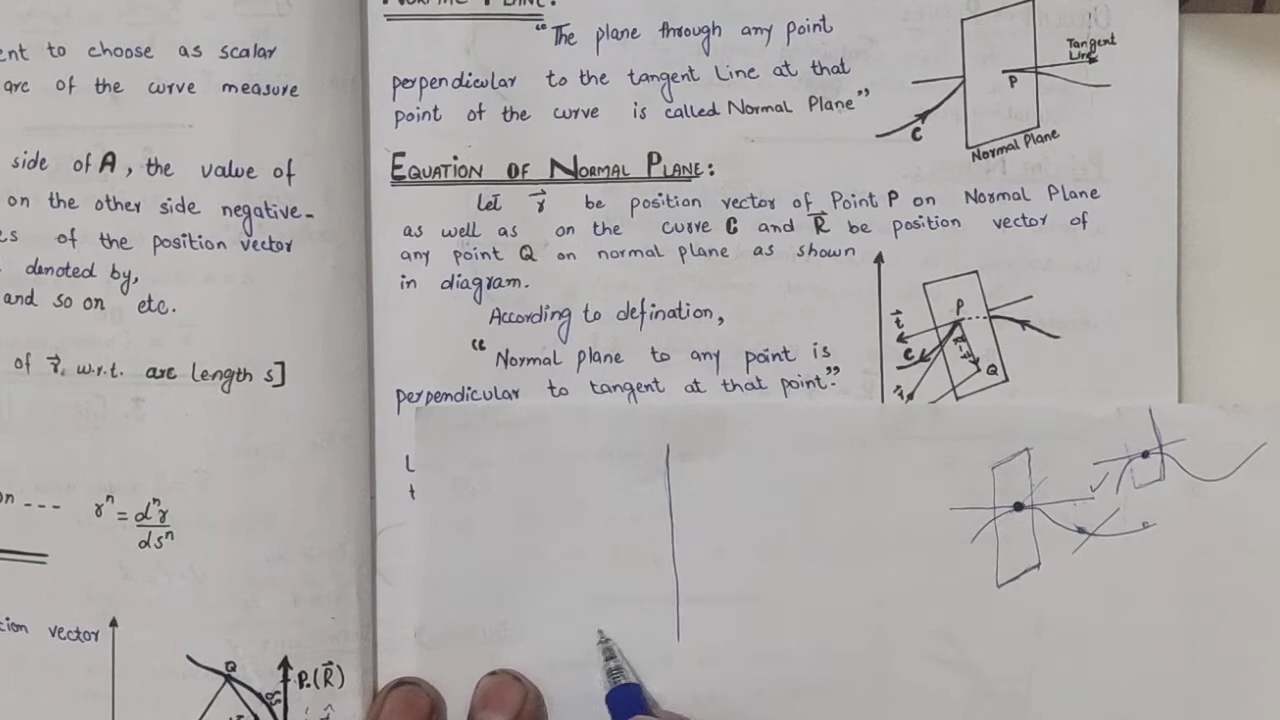 ent to choose as scalar
arc of the curve measure
side of A, the value of
on the other side negative-
es of the position vector
denoted by,
and so on etc.
of r⃗, w.r.t. arc length s]
on --- rⁿ = dⁿr
dsⁿ
tion vector
Q
P.(R⃗)
NORMAL PLANE:
"The plane through any point
perpendicular to the tangent Line at that
point of the curve is called Normal Plane"
Tangent
Line
P
C
Normal Plane
EQUATION OF NORMAL PLANE:
Let r⃗ be position vector of Point P on Normal Plane
as well as on the curve C and R⃗ be position vector of
any point Q on normal plane as shown
in diagram.
According to defination,
"Normal plane to any point is
perpendicular to tangent at that point."
P
t⃗
C
Q